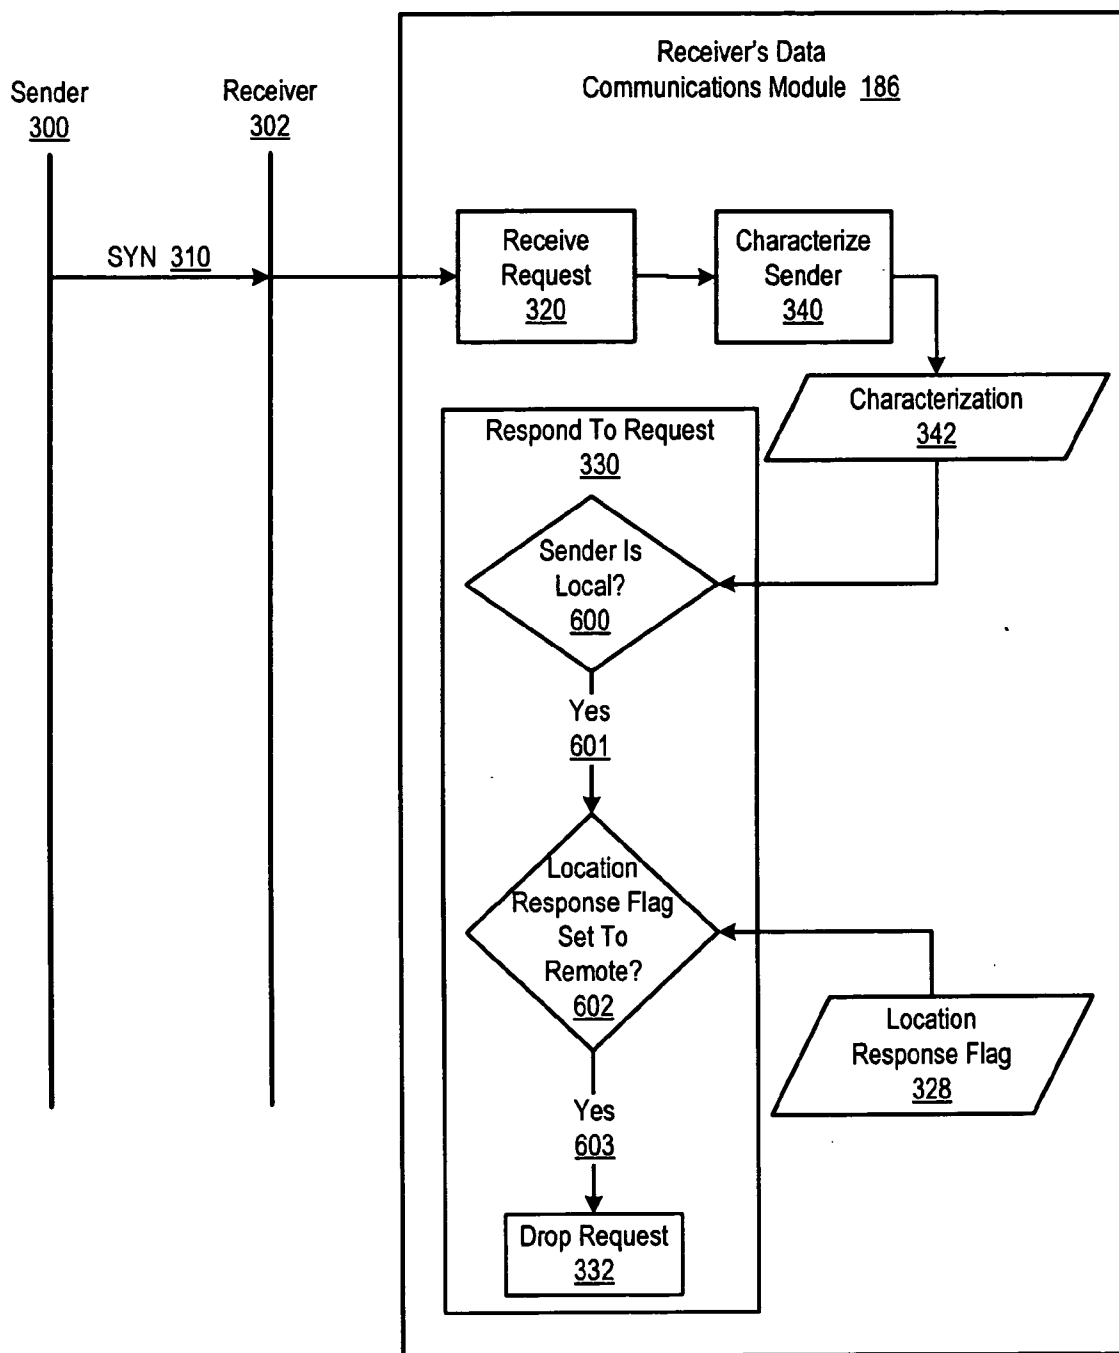 Receiver's Data
Communications Module 186
Sender
300
Receiver
302
SYN 310
Receive
Request
320
Characterize
Sender
340
Characterization
342
Respond To Request
330
Sender Is
Local?
600
Yes
601
Location
Response Flag
Set To
Remote?
602
Location
Response Flag
328
Yes
603
Drop Request
332